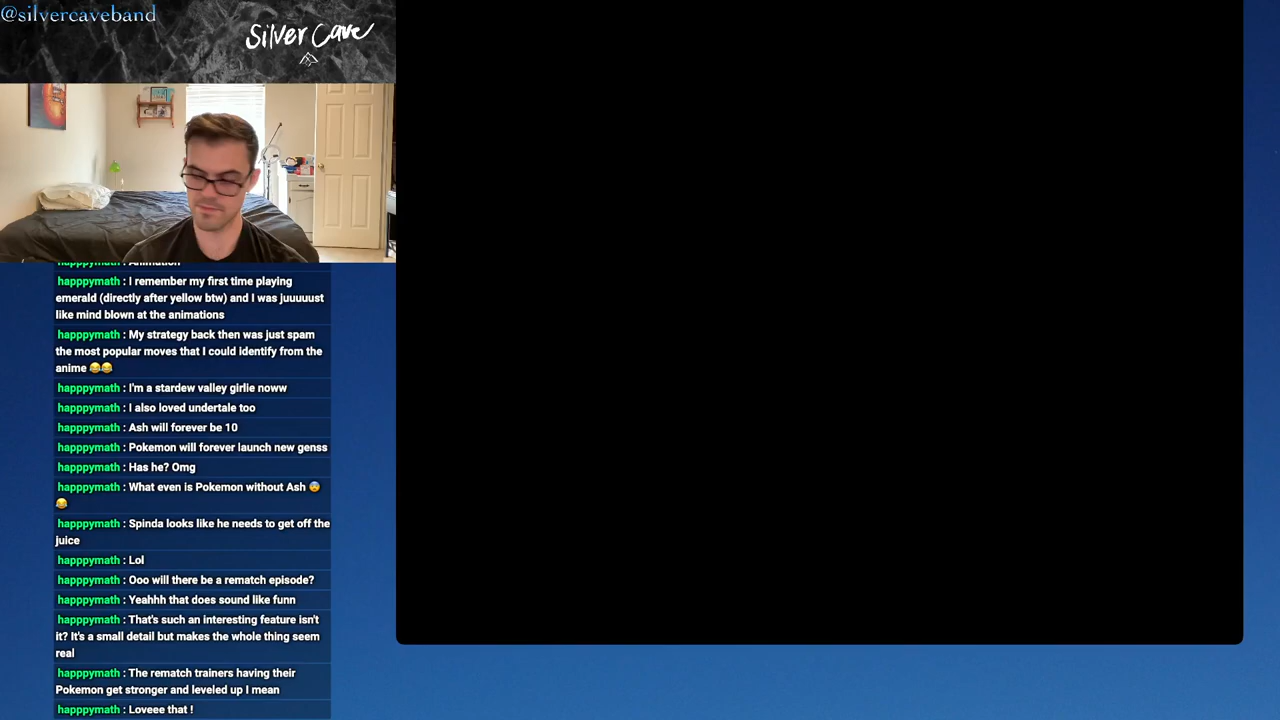 @silvercaveband
Silver Cave
happpymath : I remember my first time playing
emerald (directly after yellow btw) and I was juuuuust
like mind blown at the animations
happpymath : My strategy back then was just spam
the most popular moves that I could identify from the
anime 😂😂
happpymath : I'm a stardew valley girlie noww
happpymath : I also loved undertale too
happpymath : Ash will forever be 10
happpymath : Pokemon will forever launch new genss
happpymath : Has he? Omg
happpymath : What even is Pokemon without Ash 😨
😂
happpymath : Spinda looks like he needs to get off the
juice
happpymath : Lol
happpymath : Ooo will there be a rematch episode?
happpymath : Yeahhh that does sound like funn
happpymath : That's such an interesting feature isn't
it? It's a small detail but makes the whole thing seem
real
happpymath : The rematch trainers having their
Pokemon get stronger and leveled up I mean
happpymath : Loveee that !